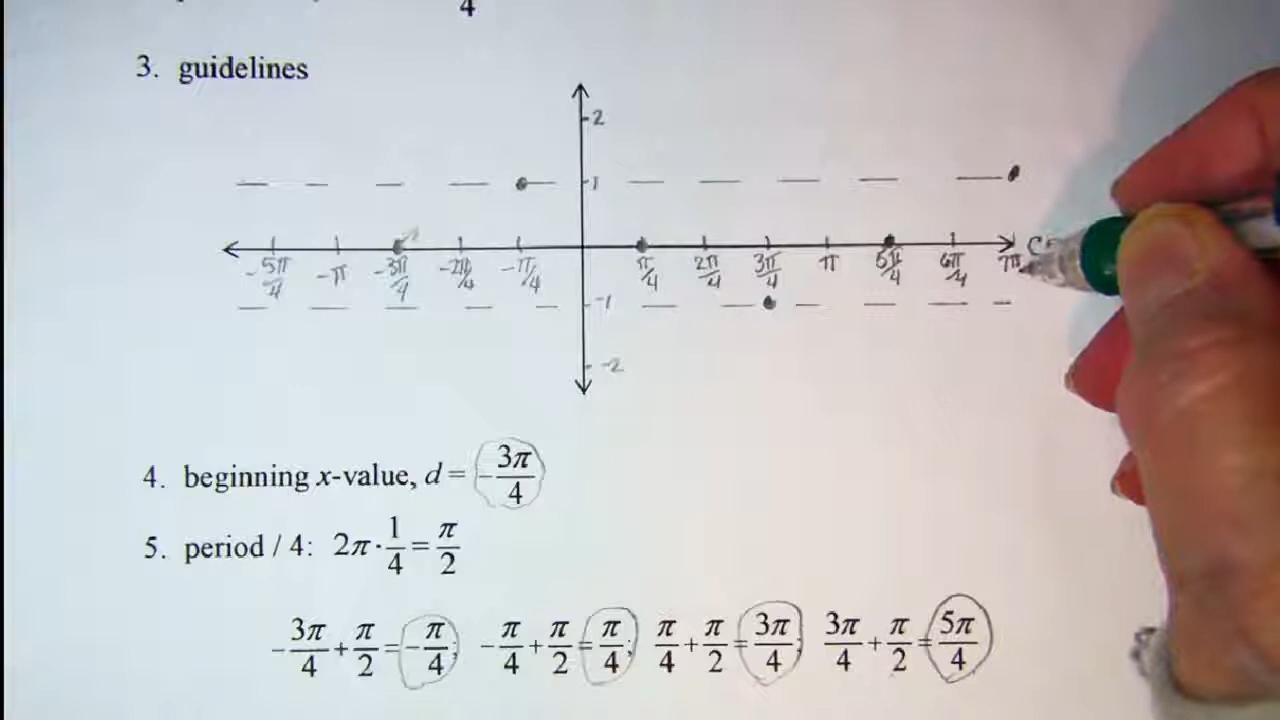 4
3. guidelines
2
1
-5π/4 -π -3π/4 -2π/4 -π/4 π/4 2π/4 3π/4 π 5π/4 6π/4 7π
-1
-2
4. beginning x-value, d = -3π/4
5. period / 4: 2π · 1/4 = π/2
-3π/4 + π/2 = -π/4; -π/4 + π/2 = π/4; π/4 + π/2 = 3π/4; 3π/4 + π/2 = 5π/4